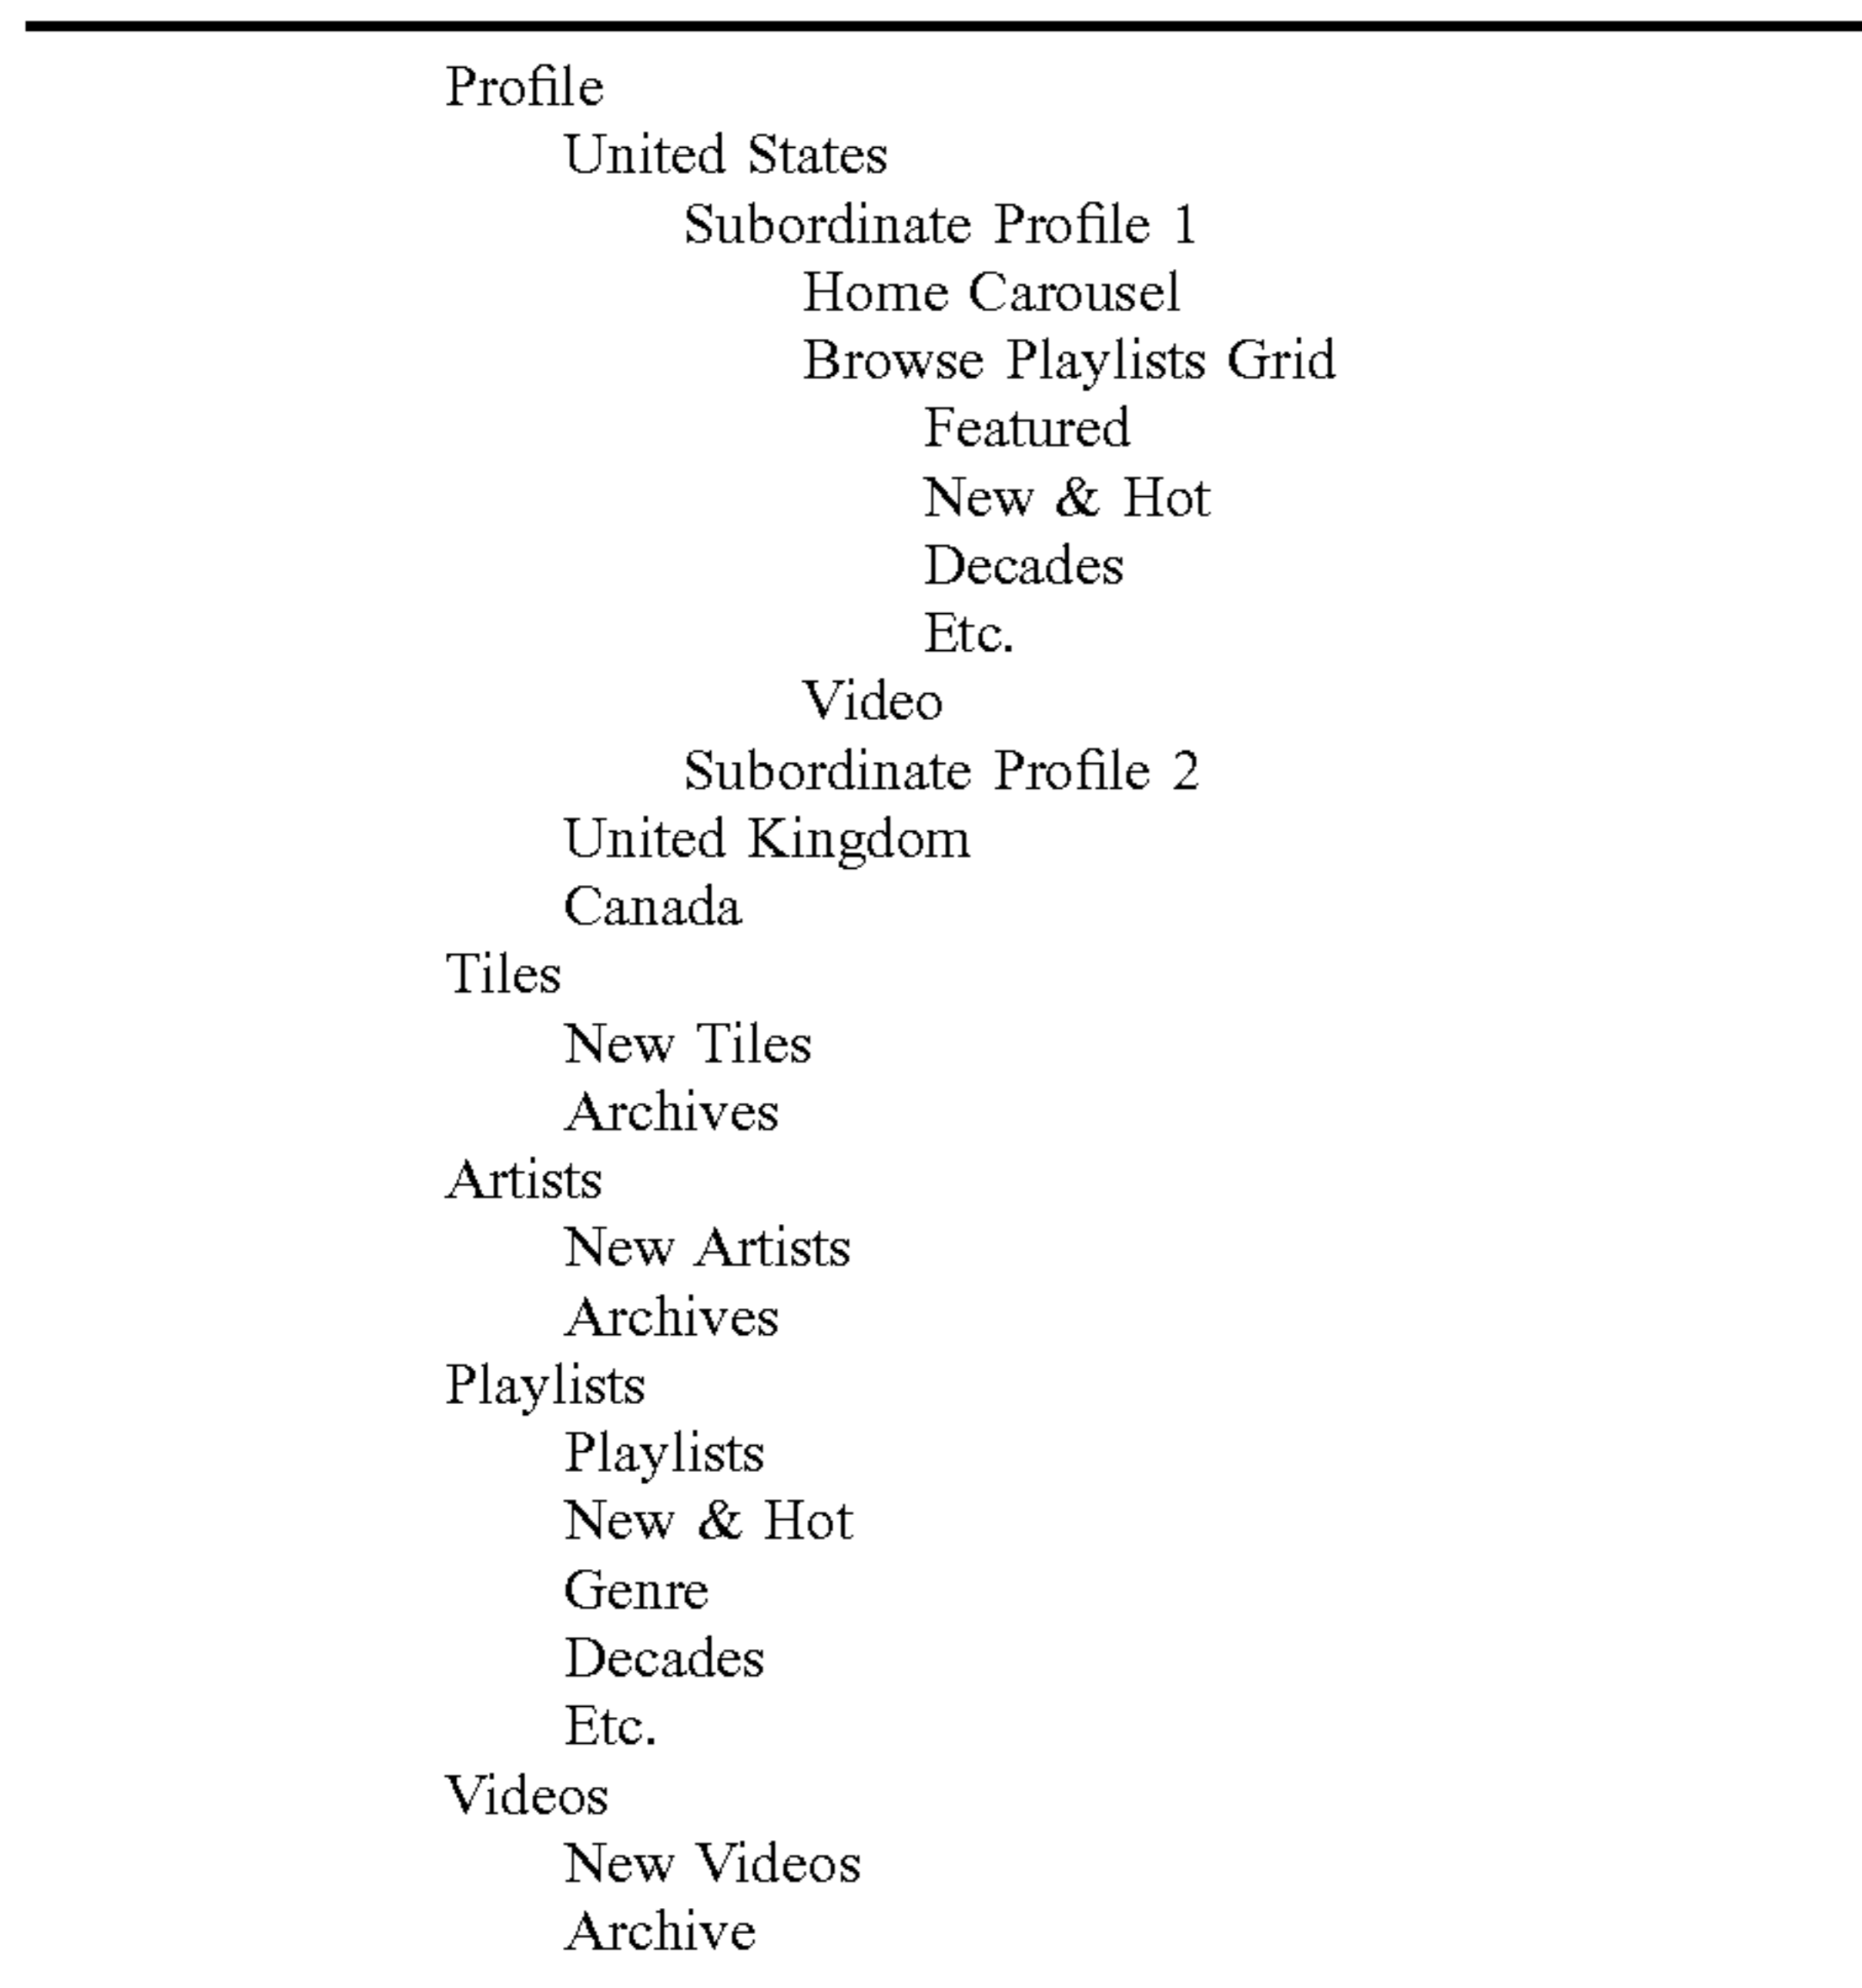 Profile
United States
Subordinate Profile 1
Home Carousel
Browse Playlists Grid
Featured
New & Hot
Decades
Etc.
Video
Subordinate Profile 2
United Kingdom
Canada
Tiles
New Tiles
Archives
Artists
New Artists
Archives
Playlists
Playlists
New & Hot
Genre
Decades
Etc.
Videos
New Videos
Archive